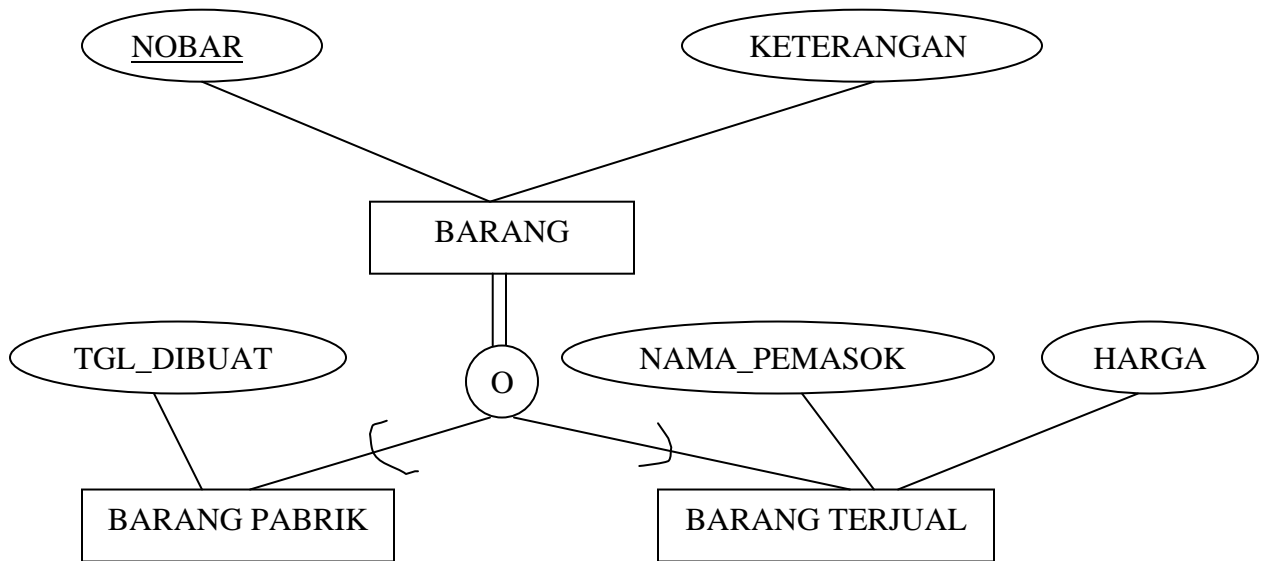 NOBAR
KETERANGAN
BARANG
TGL_DIBUAT
O
NAMA_PEMASOK
HARGA
BARANG PABRIK
BARANG TERJUAL